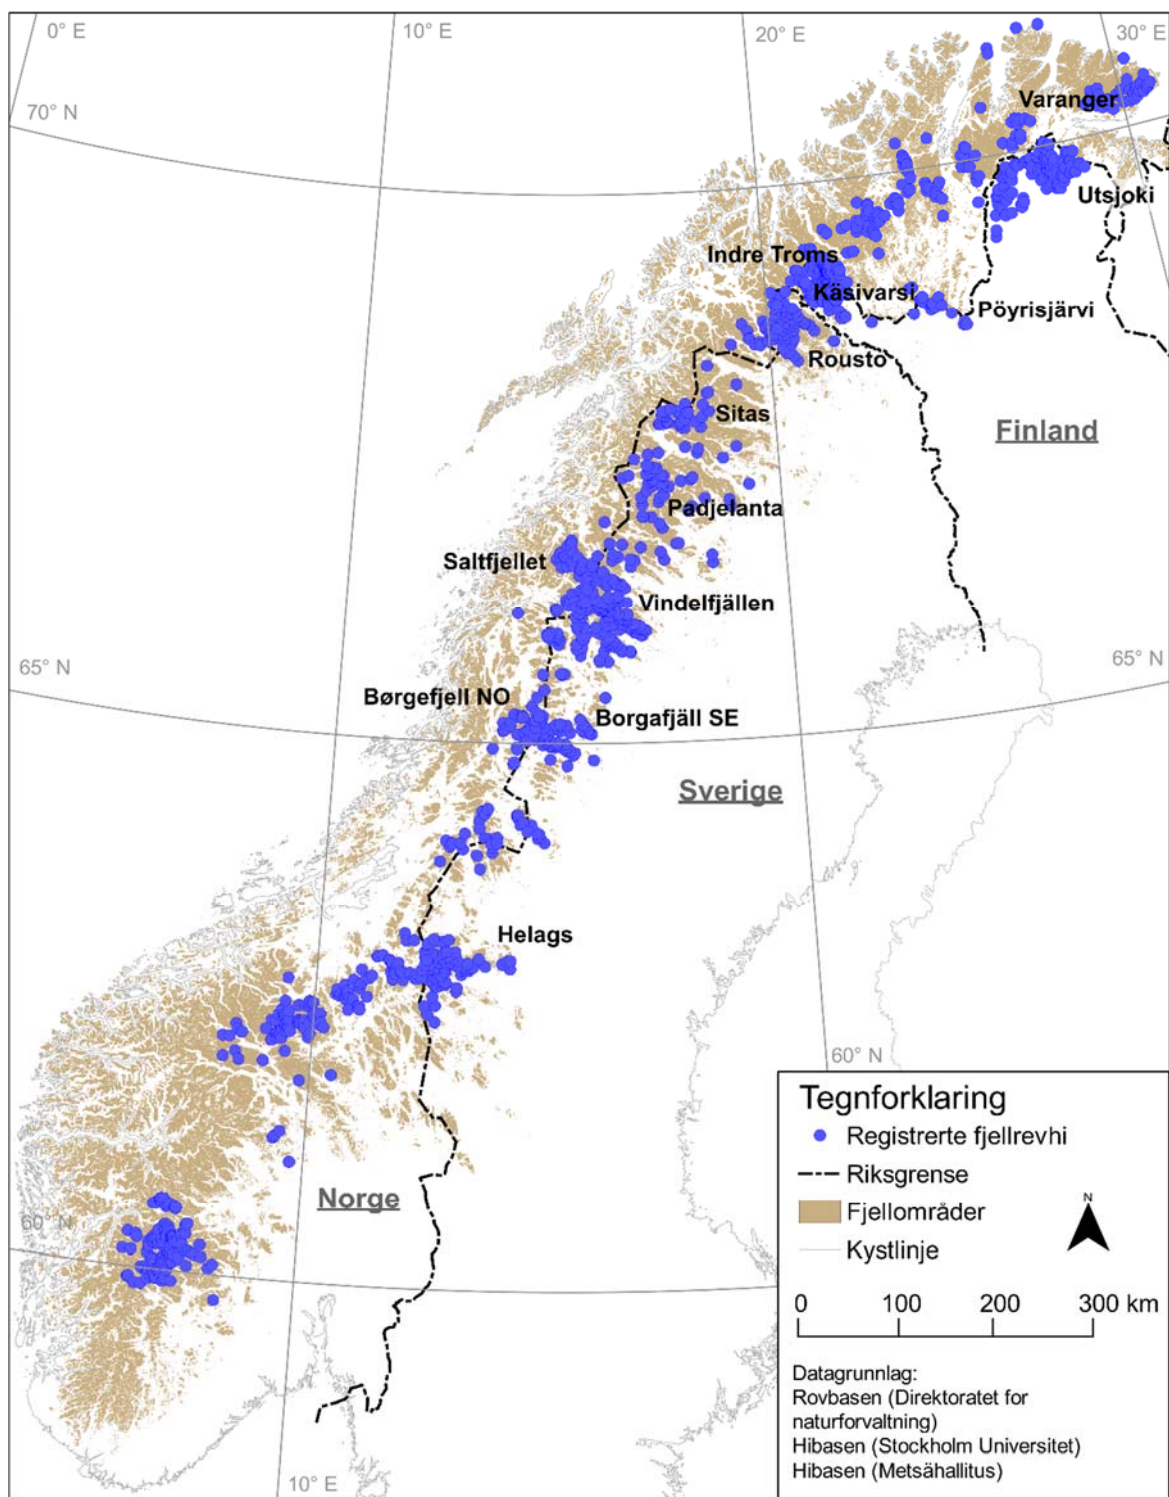 0° E
10° E
20° E
30° E
70° N
Varanger
Utsjoki
Indre Troms
Käsivarsi
Pöyrisjärvi
Rousto
Sitas
Finland
Padjelanta
Saltfjellet
Vindelfjällen
65° N
65° N
Børgefjell NO
Borgafjäll SE
Sverige
Helags
60° N
Norge
60° N
10° E
Tegnforklaring
Registrerte fjellrevhi
Riksgrense
Fjellområder
Kystlinje
N
0 100 200 300 km
Datagrunnlag:
Rovbasen (Direktoratet for
naturforvaltning)
Hibasen (Stockholm Universitet)
Hibasen (Metsähallitus)